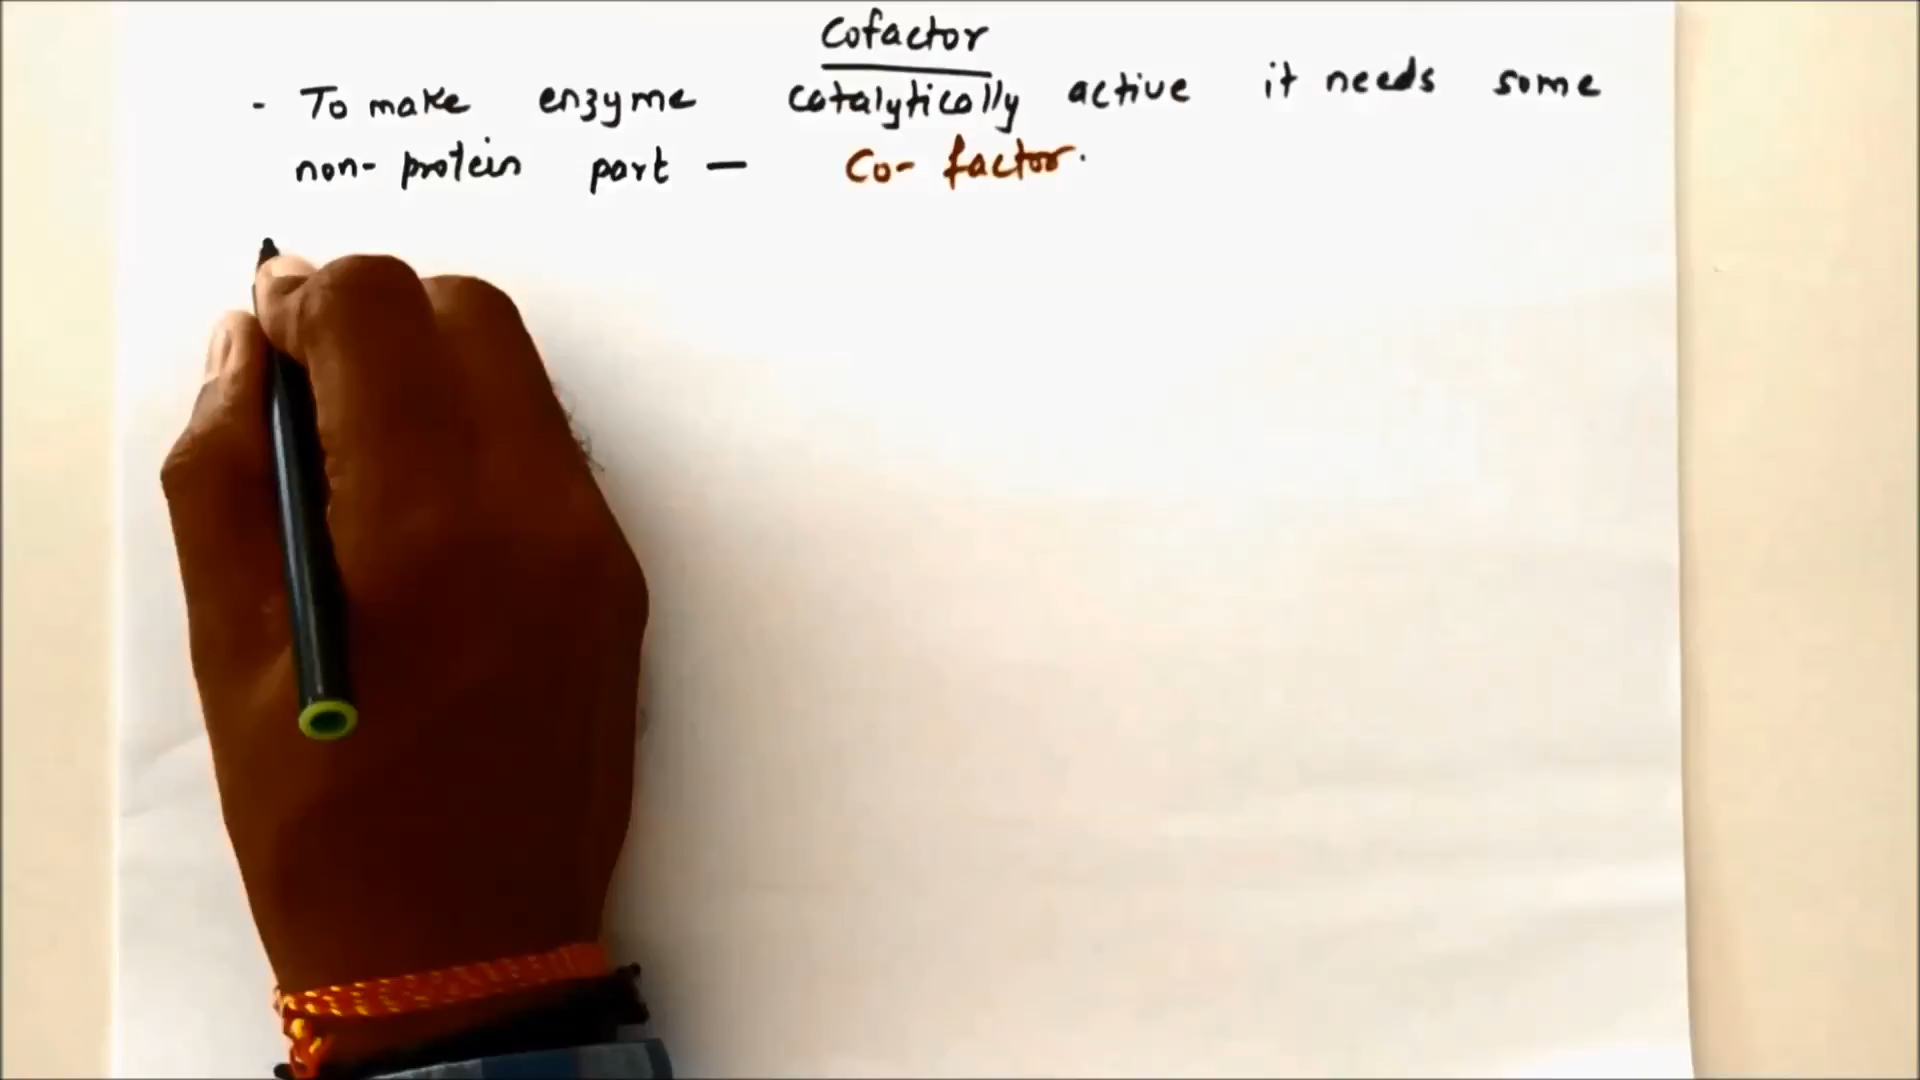 Cofactor
- To make enzyme catalytically active it needs some
non-protein part — Co-factor.